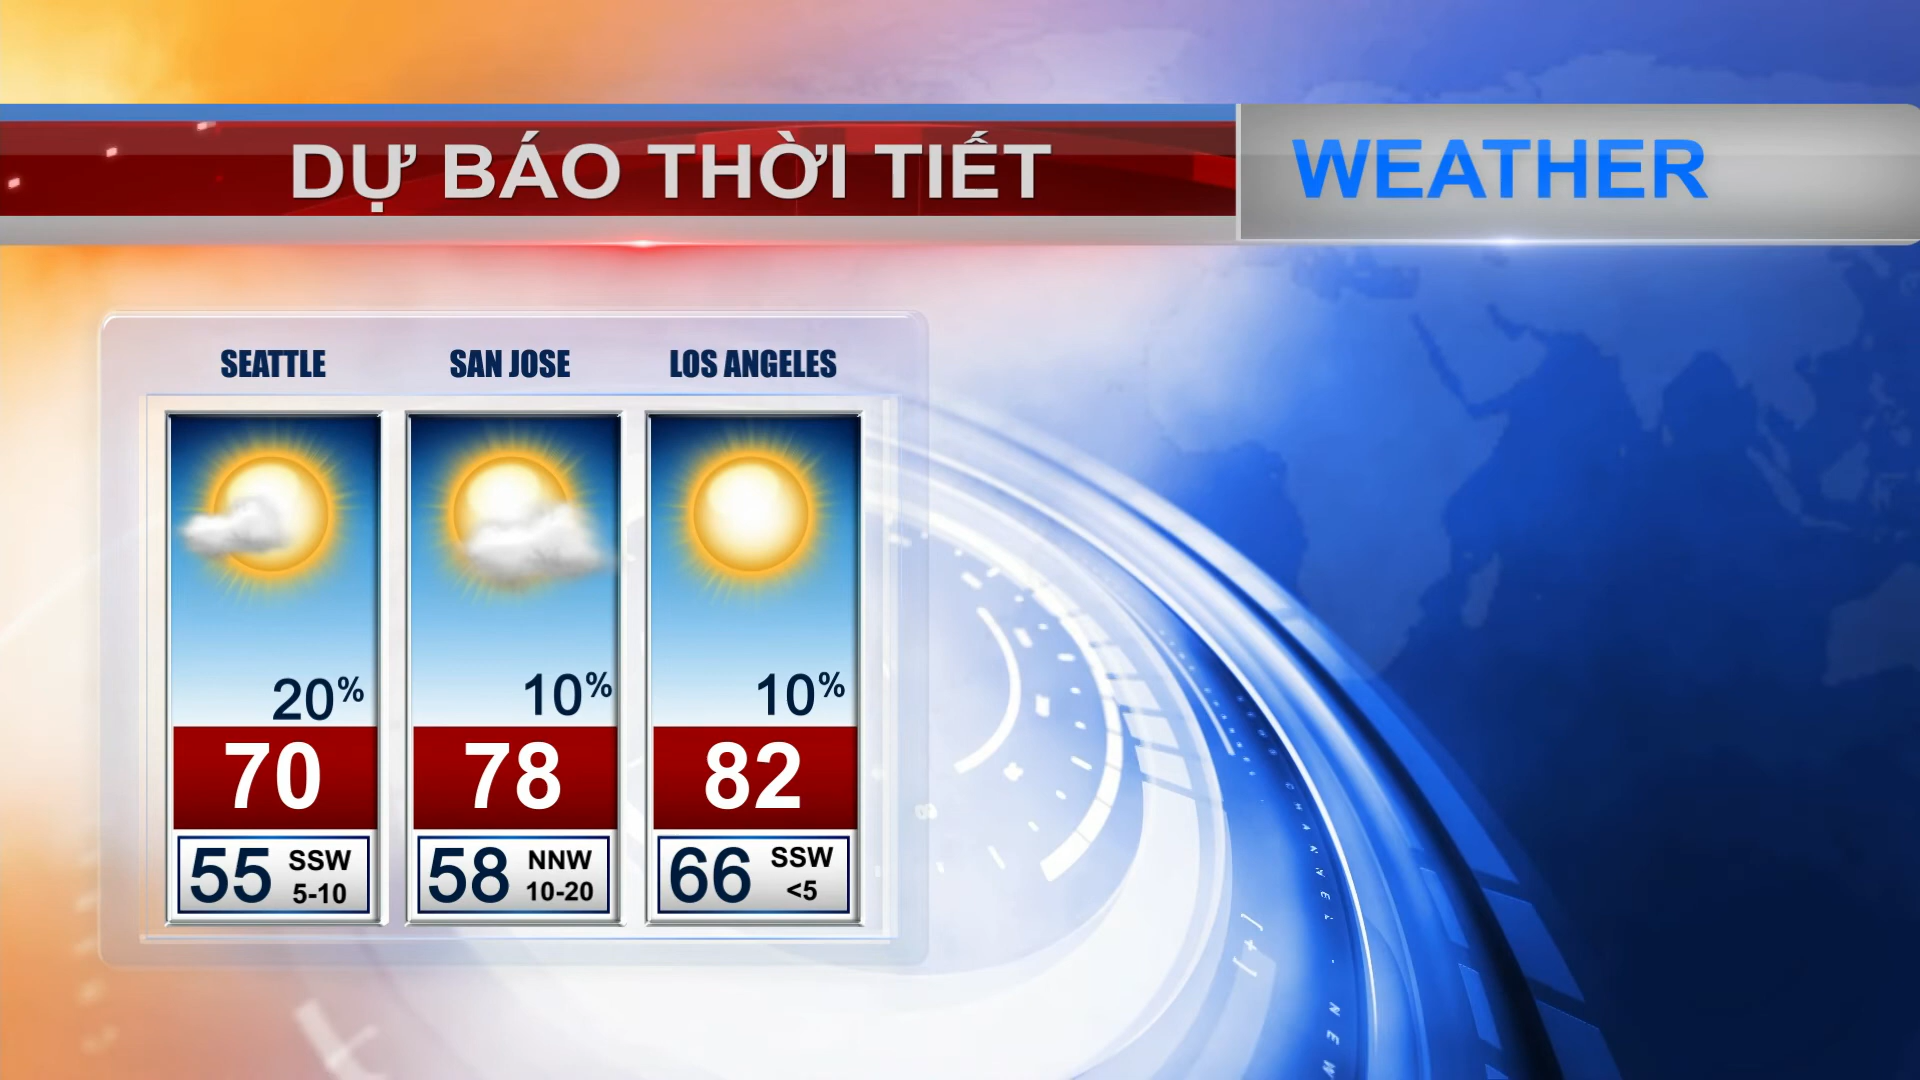 DỰ BÁO THỜI TIẾT
WEATHER
SEATTLE
SAN JOSE
LOS ANGELES
20%
10%
10%
70
78
82
55
SSW
5-10
58
NNW
10-20
66
SSW
<5